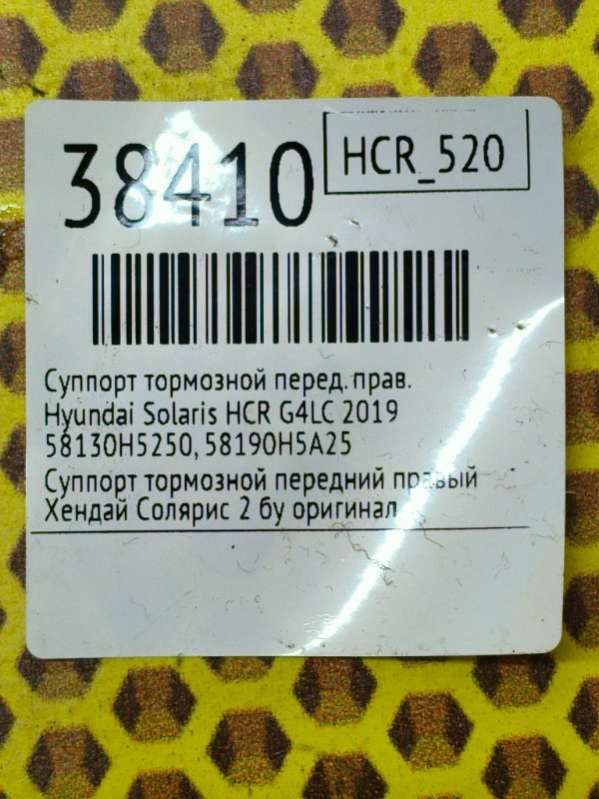 38410
HCR_520
Суппорт тормозной перед. прав.
Hyundai Solaris HCR G4LC 2019
58130H5250, 58190H5A25
Суппорт тормозной передний правый
Хендай Солярис 2 бу оригинал